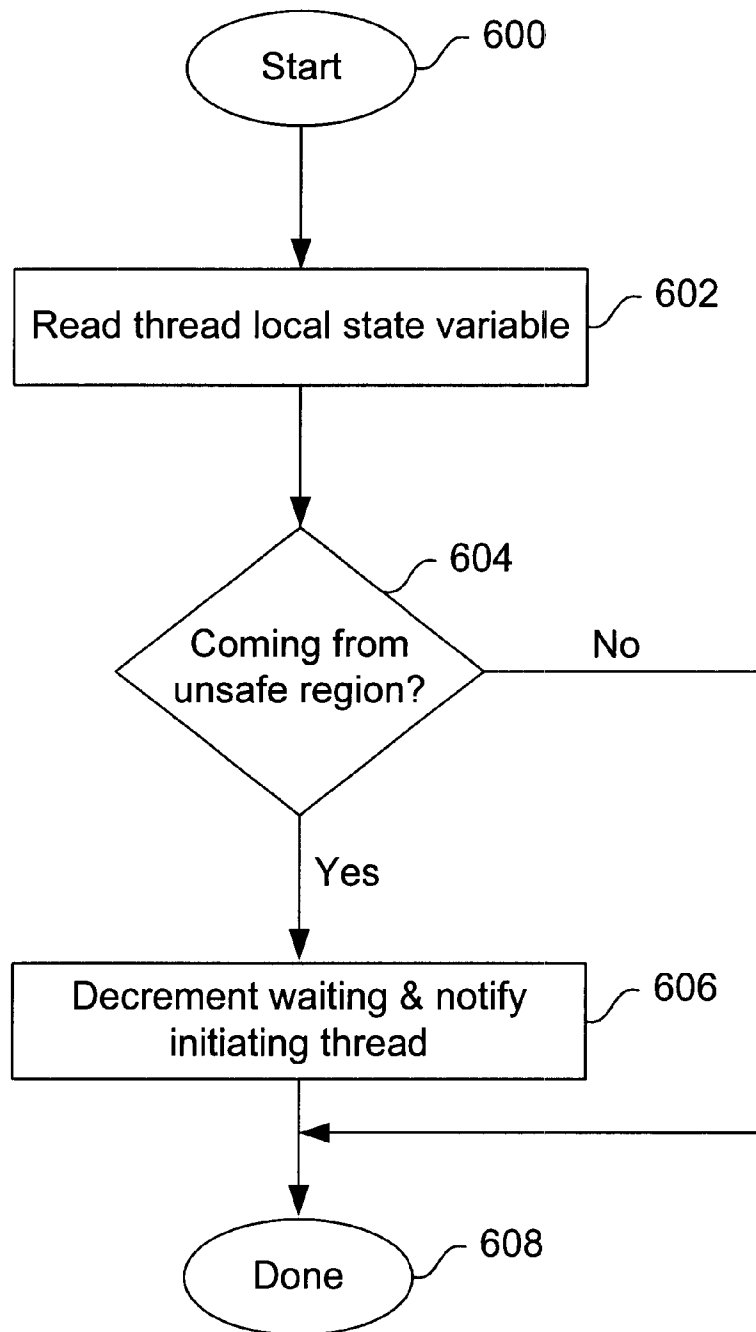 Start
600
Read thread local state variable
602
604
Coming from
unsafe region?
No
Yes
Decrement waiting & notify
initiating thread
606
Done
608